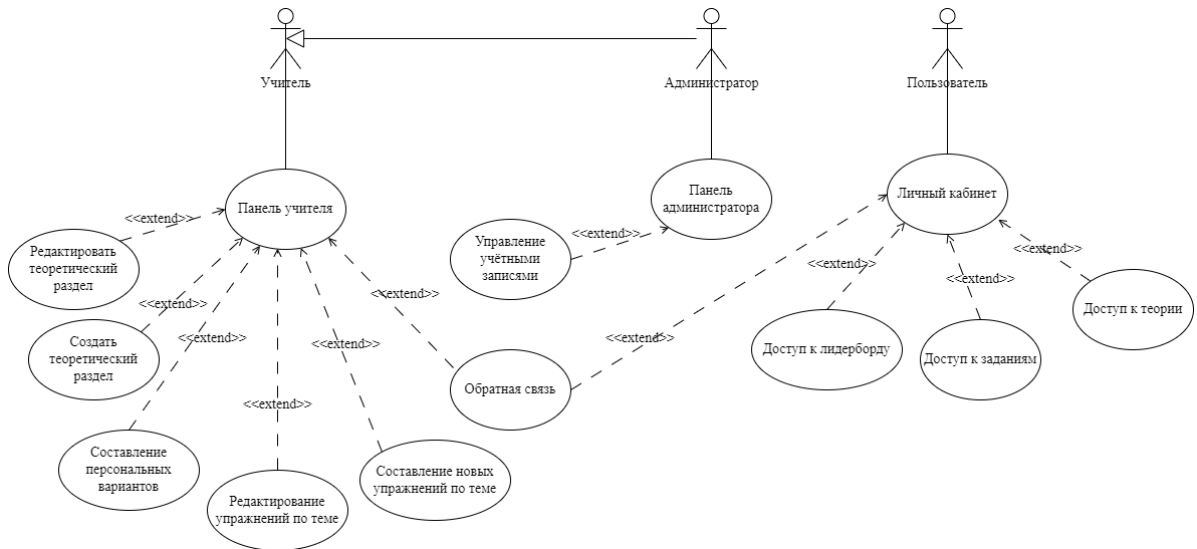 Учитель
Администратор
Пользователь
<<extend>>
Панель учителя
Панель
администратора
Личный кабинет
<<extend>>
<<extend>>
<<extend>>
<<extend>>
Редактировать
теоретический
раздел
Управление
учётными
записями
<<extend>>
<<extend>>
<<extend>>
<<extend>>
Доступ к теории
<<extend>>
<<extend>>
<<extend>>
Создать
теоретический
раздел
Обратная связь
Доступ к лидерборду
Доступ к заданиям
<<extend>>
Составление
персональных
вариантов
Редактирование
упражнений по теме
Составление новых
упражнений по теме